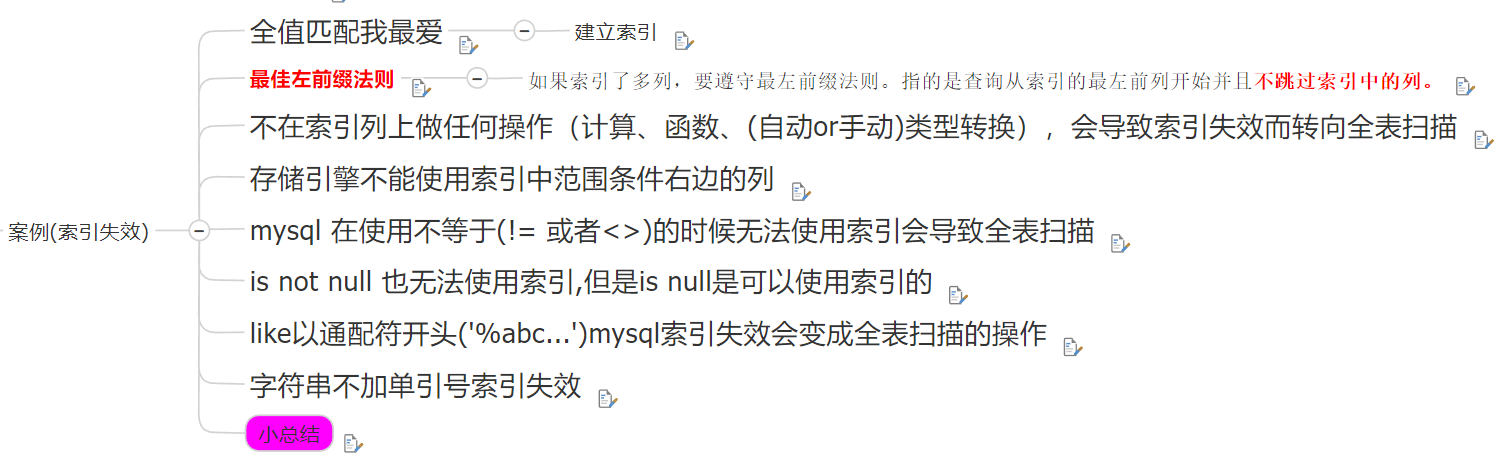 全值匹配我最爱
建立索引
最佳左前缀法则
如果索引了多列，要遵守最左前缀法则。指的是查询从索引的最左前列开始并且不跳过索引中的列。
不在索引列上做任何操作（计算、函数、(自动or手动)类型转换），会导致索引失效而转向全表扫描
存储引擎不能使用索引中范围条件右边的列
案例(索引失效)
mysql 在使用不等于(!= 或者<>)的时候无法使用索引会导致全表扫描
is not null 也无法使用索引,但是is null是可以使用索引的
like以通配符开头('%abc...')mysql索引失效会变成全表扫描的操作
字符串不加单引号索引失效
小总结